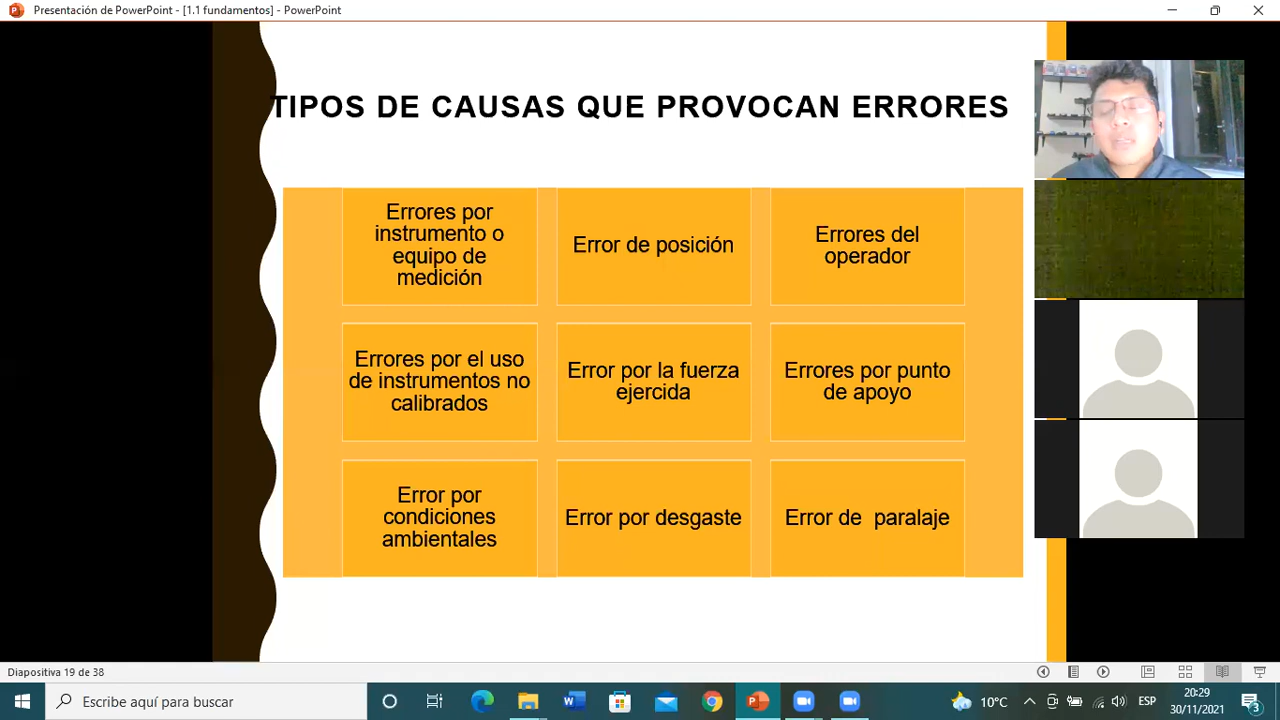 Presentación de PowerPoint - [1.1 fundamentos] - PowerPoint
TIPOS DE CAUSAS QUE PROVOCAN ERRORES
Errores por
instrumento o
equipo de
medición
Error de posición
Errores del
operador
Errores por el uso
de instrumentos no
calibrados
Error por la fuerza
ejercida
Errores por punto
de apoyo
Error por
condiciones
ambientales
Error por desgaste
Error de  paralaje
Diapositiva 19 de 38
Escribe aquí para buscar
10°C
ESP
20:29
30/11/2021
3